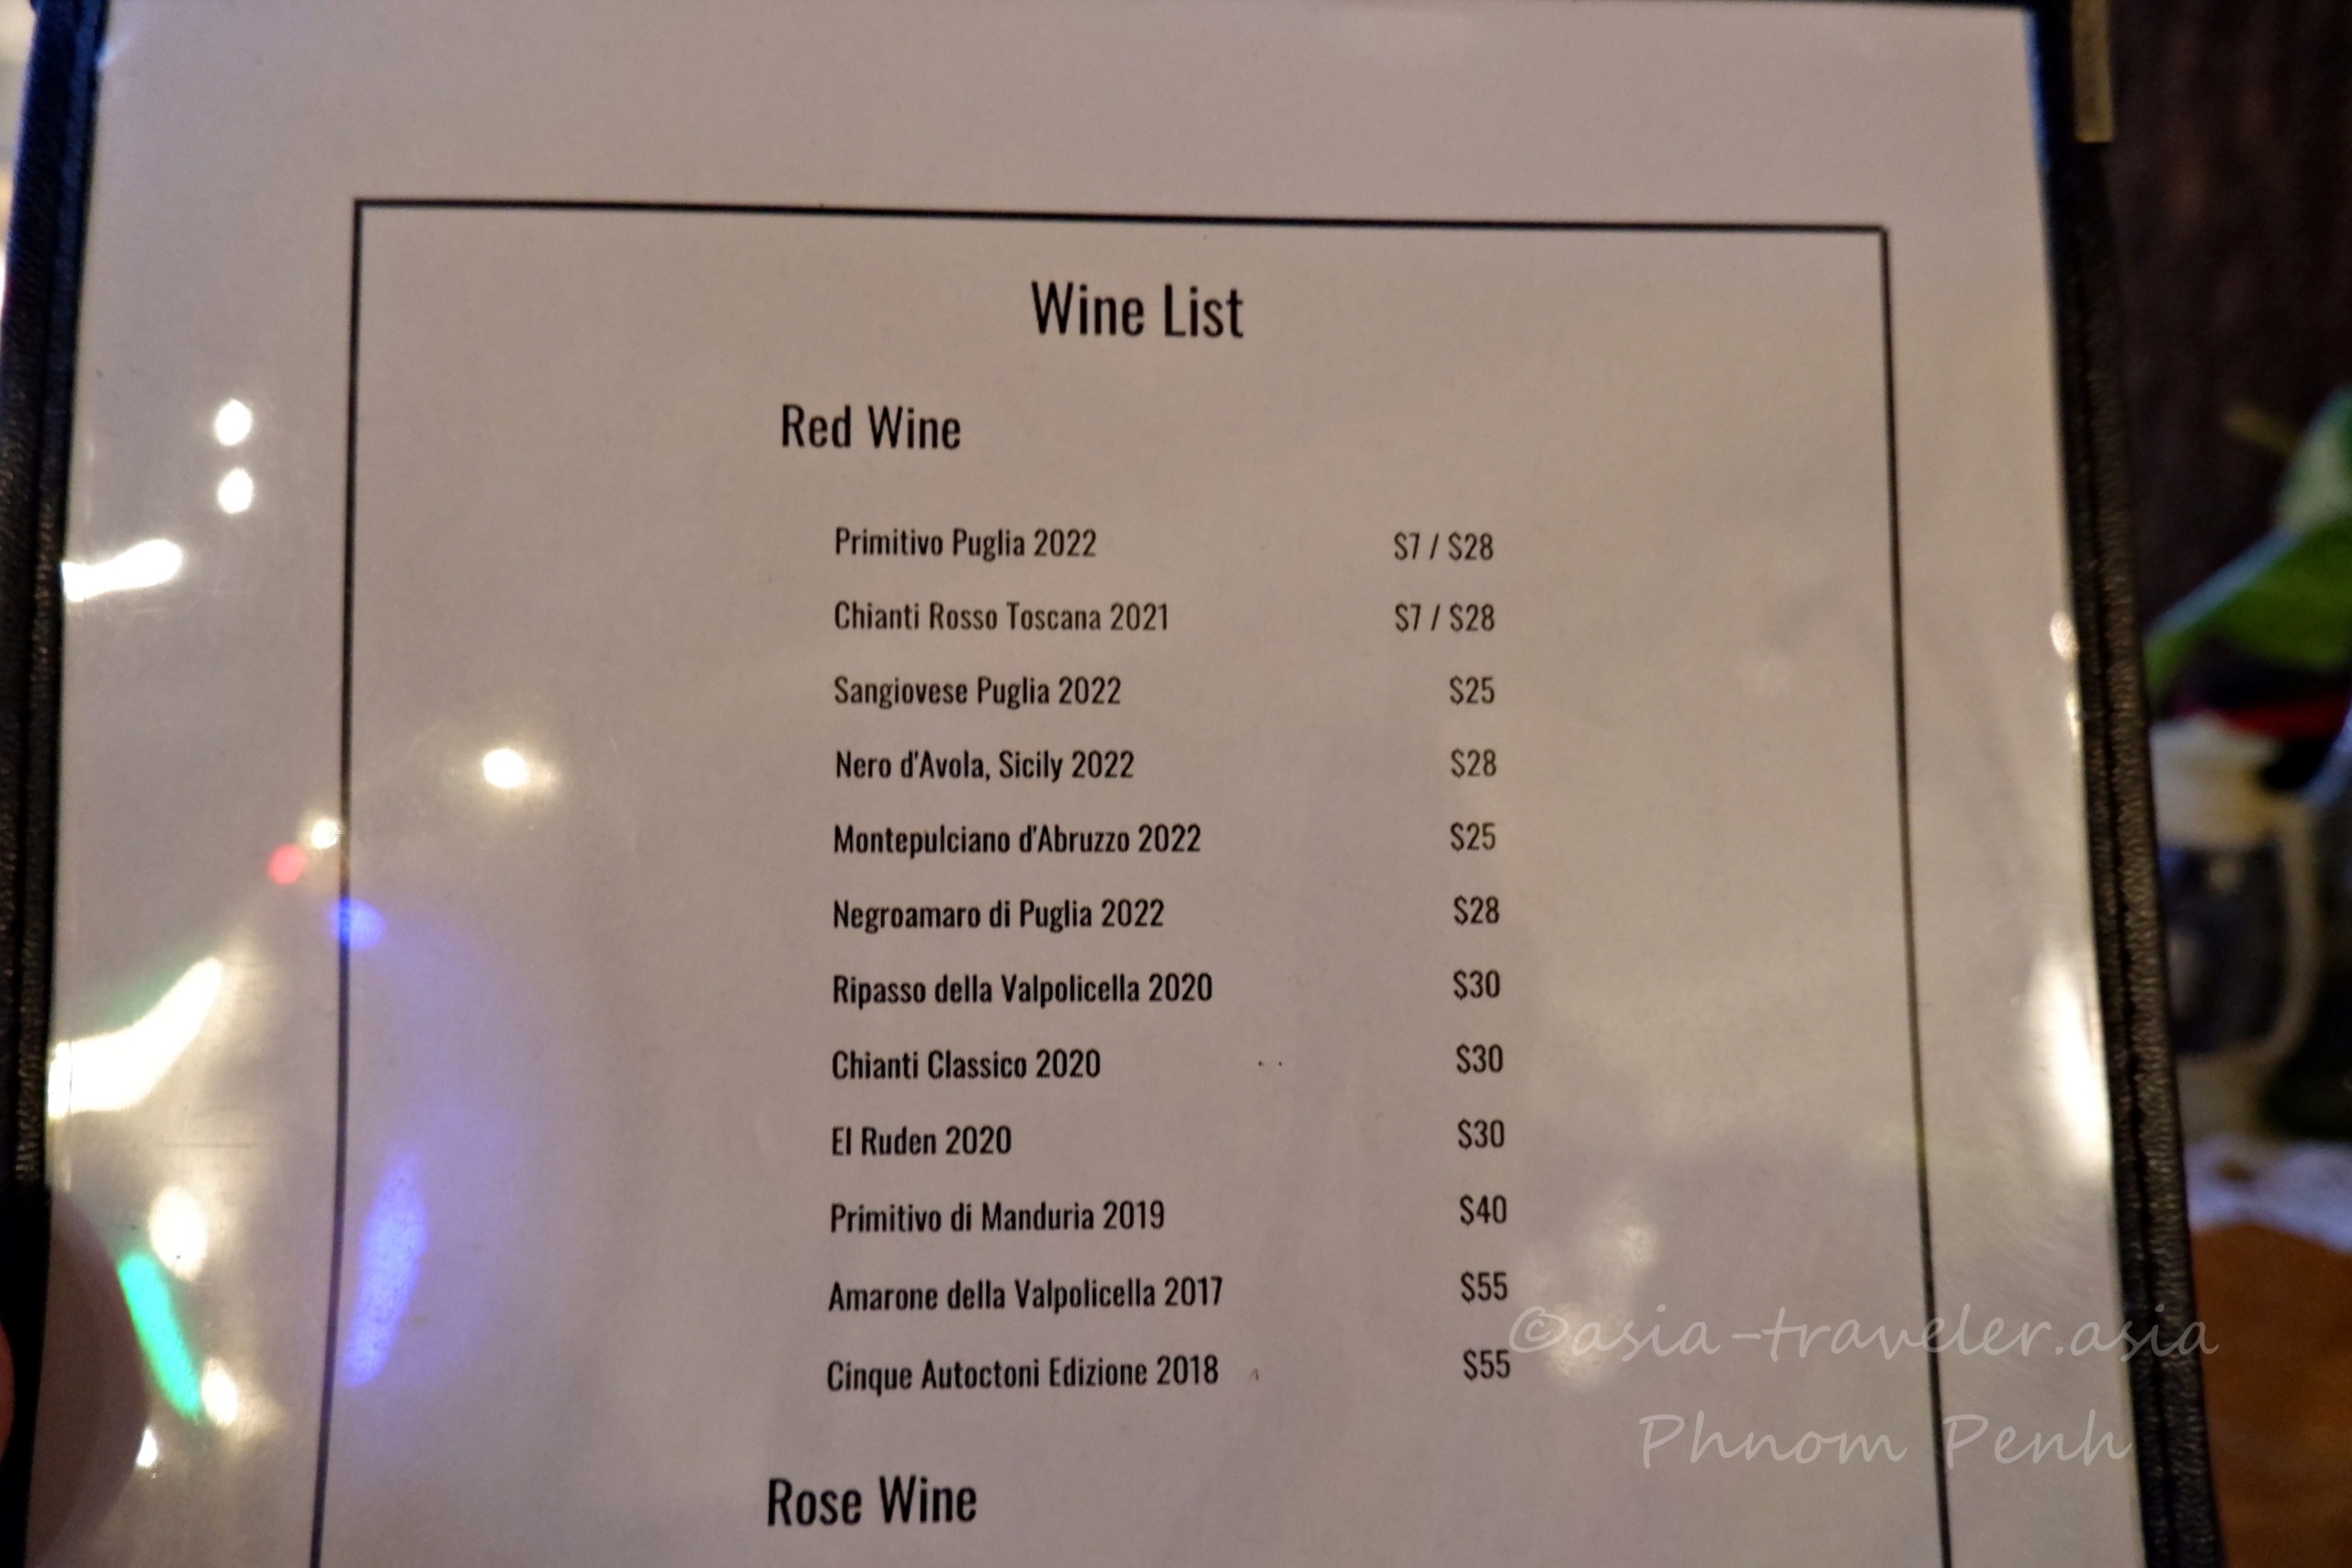 Wine List
Red Wine
Primitivo Puglia 2022 $7 / $28
Chianti Rosso Toscana 2021 $7 / $28
Sangiovese Puglia 2022 $25
Nero d'Avola, Sicily 2022 $28
Montepulciano d'Abruzzo 2022 $25
Negroamaro di Puglia 2022 $28
Ripasso della Valpolicella 2020 $30
Chianti Classico 2020 $30
El Ruden 2020 $30
Primitivo di Manduria 2019 $40
Amarone della Valpolicella 2017 $55
Cinque Autoctoni Edizione 2018 $55
Rose Wine
©asia-traveler.asia
Phnom Penh